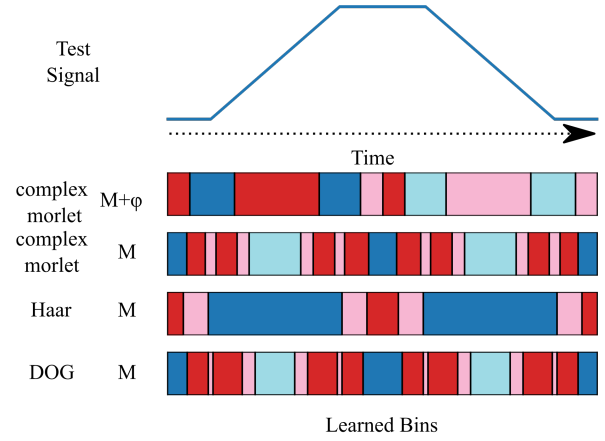 Test
Signal
Time
complex
morlet
M+φ
complex
morlet
M
Haar
M
DOG
M
Learned Bins